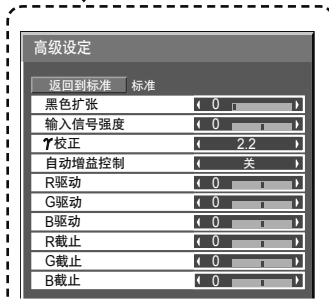 高级设定
返回到标准 标准
黑色扩张 0
输入信号强度 0
γ校正 2.2
自动增益控制 关
R驱动 0
G驱动 0
B驱动 0
R截止 0
G截止 0
B截止 0